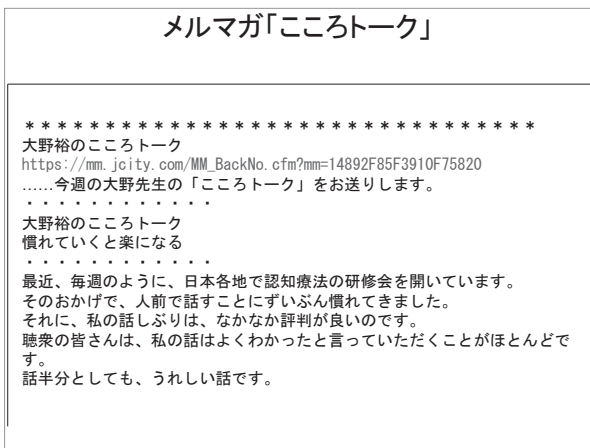 メルマガ「こころトーク」
＊＊＊＊＊＊＊＊＊＊＊＊＊＊＊＊＊＊＊＊＊＊＊＊＊＊＊＊＊＊＊＊
大野裕のこころトーク
https://mm.jcity.com/MM_BackNo.cfm?mm=14892F85F3910F75820
……今週の大野先生の「こころトーク」をお送りします。
・・・・・・・・・・・・
大野裕のこころトーク
慣れていくと楽になる
・・・・・・・・・・・・
最近、毎週のように、日本各地で認知療法の研修会を開いています。
そのおかげで、人前で話すことにずいぶん慣れてきました。
それに、私の話しぶりは、なかなか評判が良いのです。
聴衆の皆さんは、私の話はよくわかったと言っていただくことがほとんどで
す。
話半分としても、うれしい話です。